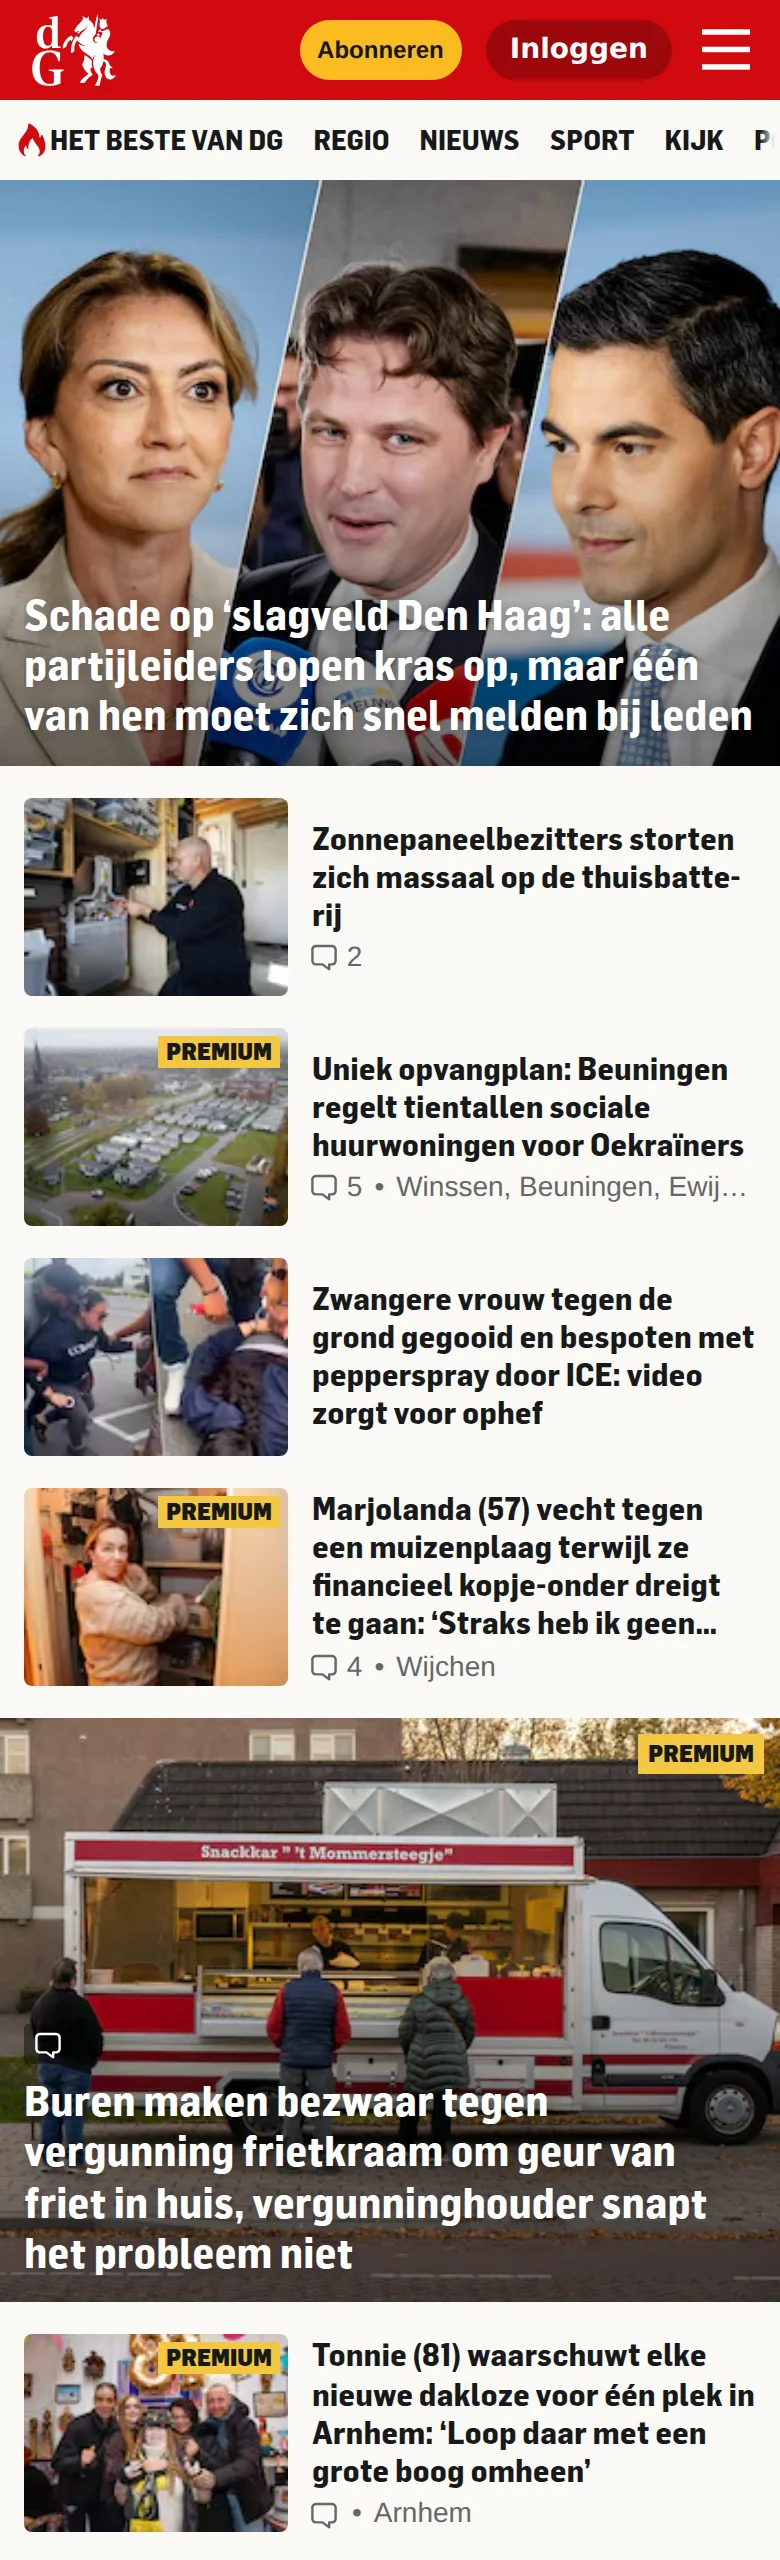 dG
Abonneren
Inloggen
HET BESTE VAN DG REGIO NIEUWS SPORT KIJK
Schade op ‘slagveld Den Haag’: alle
partijleiders lopen kras op, maar één
van hen moet zich snel melden bij leden
Zonnepaneelbezitters storten
zich massaal op de thuisbatte-
rij
2
PREMIUM
Uniek opvangplan: Beuningen
regelt tientallen sociale
huurwoningen voor Oekraïners
5 • Winssen, Beuningen, Ewij…
Zwangere vrouw tegen de
grond gegooid en bespoten met
pepperspray door ICE: video
zorgt voor ophef
PREMIUM
Marjolanda (57) vecht tegen
een muizenplaag terwijl ze
financieel kopje-onder dreigt
te gaan: ‘Straks heb ik geen...
4 • Wijchen
PREMIUM
Snackkar " 't Mommersteegje"
Buren maken bezwaar tegen
vergunning frietkraam om geur van
friet in huis, vergunninghouder snapt
het probleem niet
PREMIUM
Tonnie (81) waarschuwt elke
nieuwe dakloze voor één plek in
Arnhem: ‘Loop daar met een
grote boog omheen’
• Arnhem